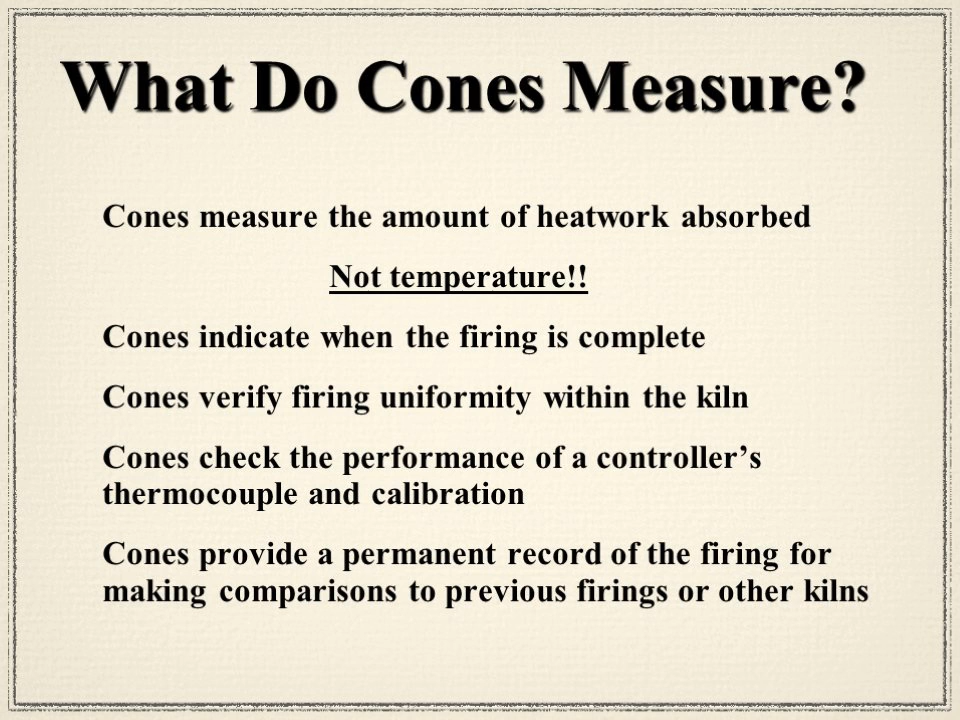 What Do Cones Measure?
Cones measure the amount of heatwork absorbed
Not temperature!!
Cones indicate when the firing is complete
Cones verify firing uniformity within the kiln
Cones check the performance of a controller’s
thermocouple and calibration
Cones provide a permanent record of the firing for
making comparisons to previous firings or other kilns